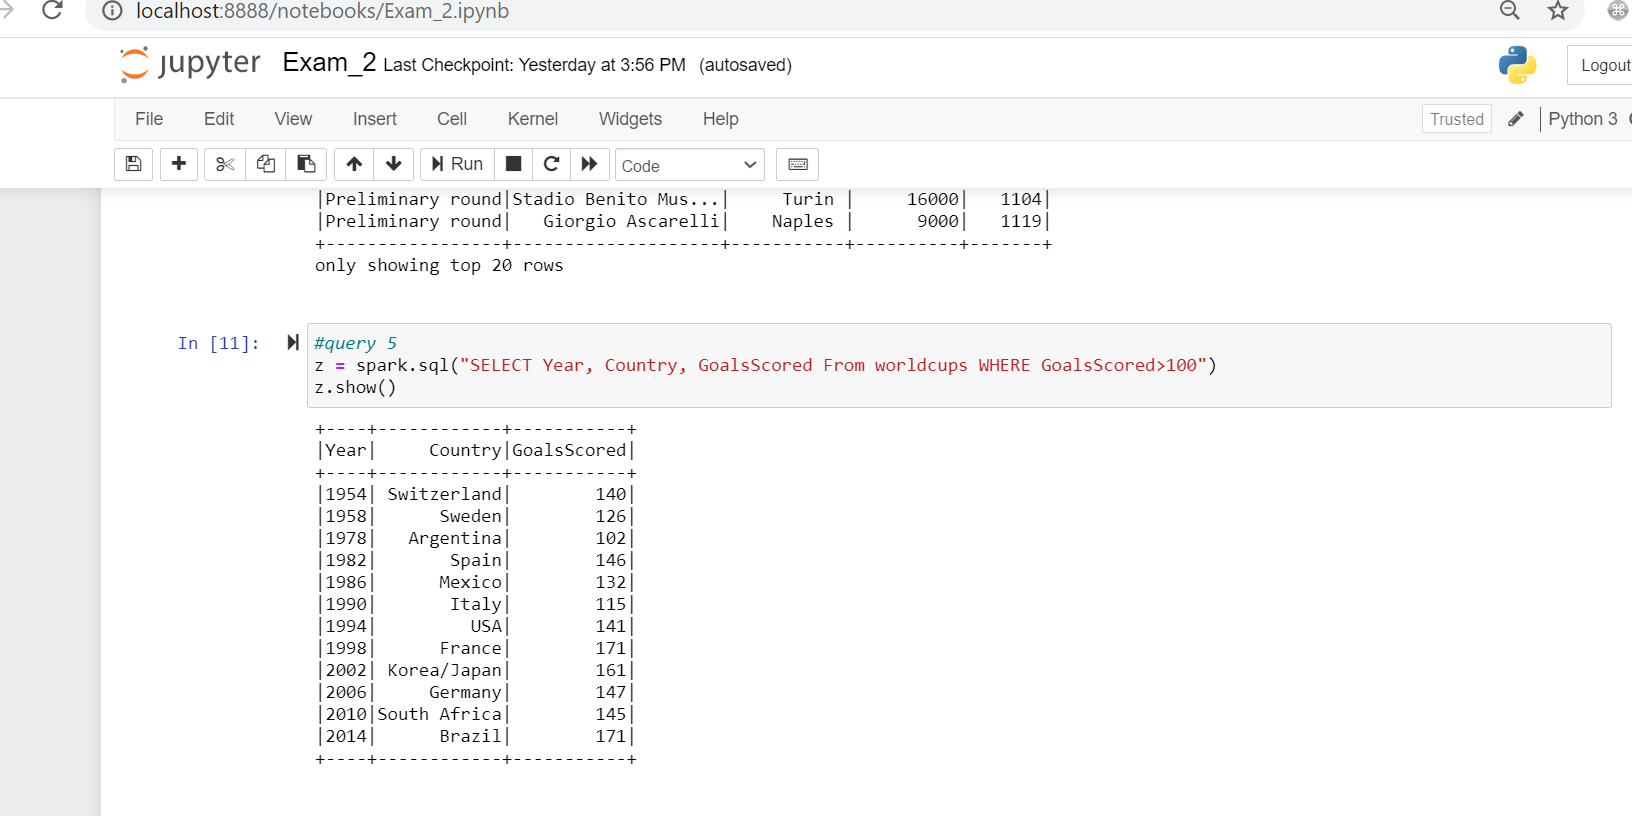 localhost:8888/notebooks/Exam_2.ipynb
jupyter Exam_2 Last Checkpoint: Yesterday at 3:56 PM (autosaved)
Logout
File Edit View Insert Cell Kernel Widgets Help Trusted Python 3
Run Code
|Preliminary round|Stadio Benito Mus...|     Turin |     16000|   1104|
|Preliminary round|   Giorgio Ascarelli|    Naples |      9000|   1119|
+-----------------+--------------------+-----------+----------+-------+
only showing top 20 rows
In [11]:
#query 5
z = spark.sql("SELECT Year, Country, GoalsScored From worldcups WHERE GoalsScored>100")
z.show()
+----+------------+-----------+
|Year|     Country|GoalsScored|
+----+------------+-----------+
|1954| Switzerland|        140|
|1958|      Sweden|        126|
|1978|   Argentina|        102|
|1982|       Spain|        146|
|1986|      Mexico|        132|
|1990|       Italy|        115|
|1994|         USA|        141|
|1998|      France|        171|
|2002| Korea/Japan|        161|
|2006|     Germany|        147|
|2010|South Africa|        145|
|2014|      Brazil|        171|
+----+------------+-----------+